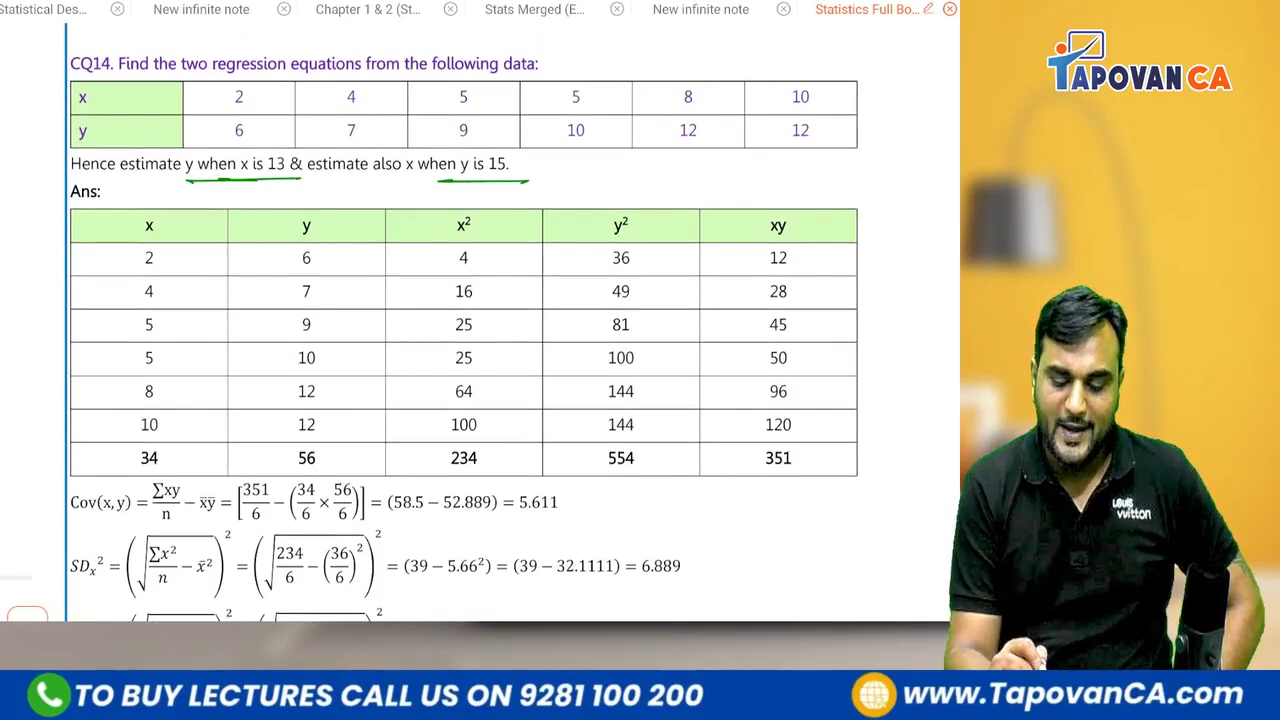 Statistical Des... New infinite note Chapter 1 & 2 (St... Stats Merged (E... New infinite note Statistics Full Bo...
TAPOVANCA
CQ14. Find the two regression equations from the following data:
x 2 4 5 5 8 10
y 6 7 9 10 12 12
Hence estimate y when x is 13 & estimate also x when y is 15.
Ans:
x y x² y² xy
2 6 4 36 12
4 7 16 49 28
5 9 25 81 45
5 10 25 100 50
8 12 64 144 96
10 12 100 144 120
34 56 234 554 351
Cov(x, y) = ∑xy/n − x̄ȳ = [351/6 − (34/6 × 56/6)] = (58.5 − 52.889) = 5.611
SDₓ² = (√(∑x²/n − x̄²))² = (√(234/6 − (36/6)²))² = (39 − 5.66²) = (39 − 32.1111) = 6.889
Louis
vuitton
TO BUY LECTURES CALL US ON 9281 100 200
www.TapovanCA.com